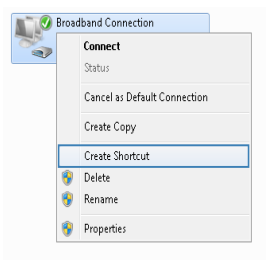 Broadband Connection
Connect
Status
Cancel as Default Connection
Create Copy
Create Shortcut
Delete
Rename
Properties